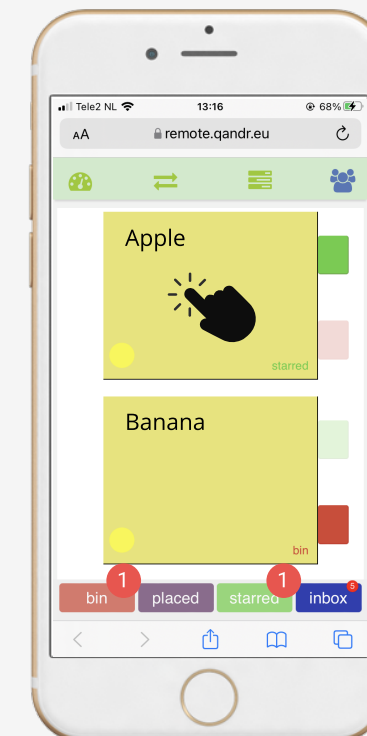 Tele2 NL 13:16 68%
AA remote.qandr.eu
Apple
starred
Banana
bin
1 1 5
bin placed starred inbox